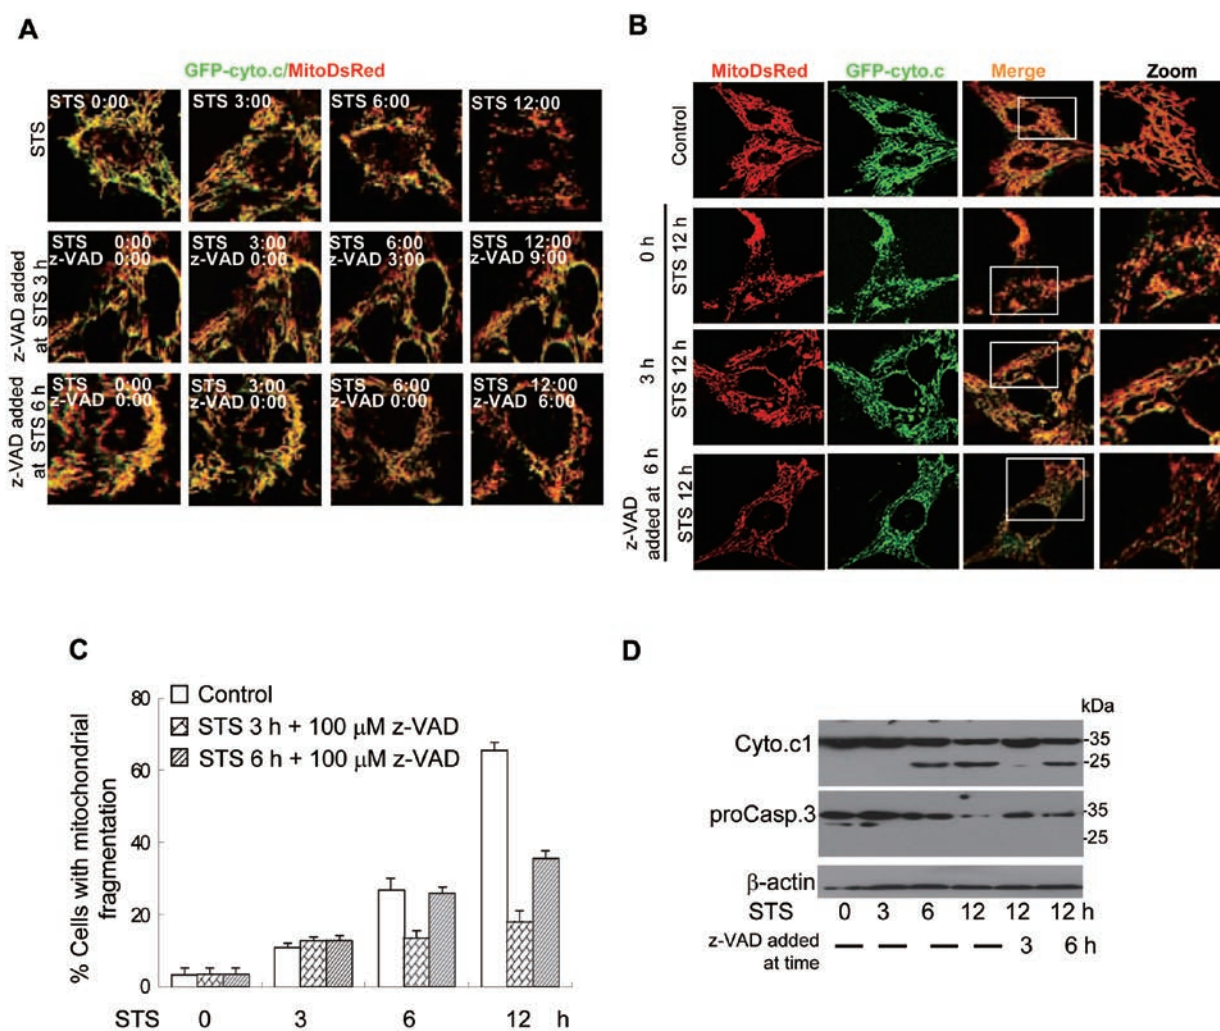 A
GFP-cyto.c/MitoDsRed
STS
STS 0:00
STS 3:00
STS 6:00
STS 12:00
z-VAD added
at STS 3 h
STS 0:00
z-VAD 0:00
STS 3:00
z-VAD 0:00
STS 6:00
z-VAD 3:00
STS 12:00
z-VAD 9:00
z-VAD added
at STS 6 h
STS 0:00
z-VAD 0:00
STS 3:00
z-VAD 0:00
STS 6:00
z-VAD 0:00
STS 12:00
z-VAD 6:00
B
MitoDsRed GFP-cyto.c Merge Zoom
Control
0 h
STS 12 h
3 h
STS 12 h
z-VAD
added at 6 h
STS 12 h
C
% Cells with mitochondrial
fragmentation
80
60
40
20
0
Control
STS 3 h + 100 μM z-VAD
STS 6 h + 100 μM z-VAD
STS 0 3 6 12 h
D
kDa
Cyto.c1
-35
-25
proCasp.3
-35
-25
β-actin
STS 0 3 6 12 12 12 h
z-VAD added
at time
— — — — 3 6 h